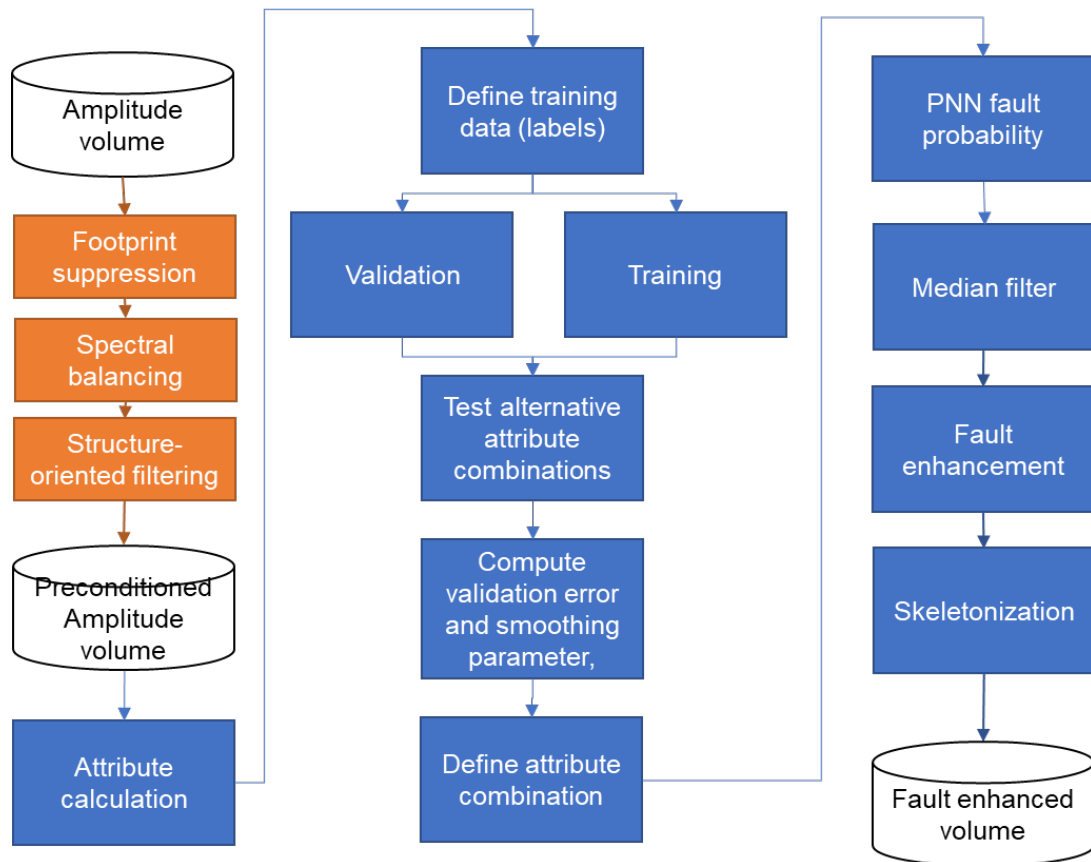 Amplitude
volume
Footprint
suppression
Spectral
balancing
Structure-
oriented filtering
Preconditioned
Amplitude
volume
Attribute
calculation
Define training
data (labels)
Validation
Training
Test alternative
attribute
combinations
Compute
validation error
and smoothing
parameter,
Define attribute
combination
PNN fault
probability
Median filter
Fault
enhancement
Skeletonization
Fault enhanced
volume